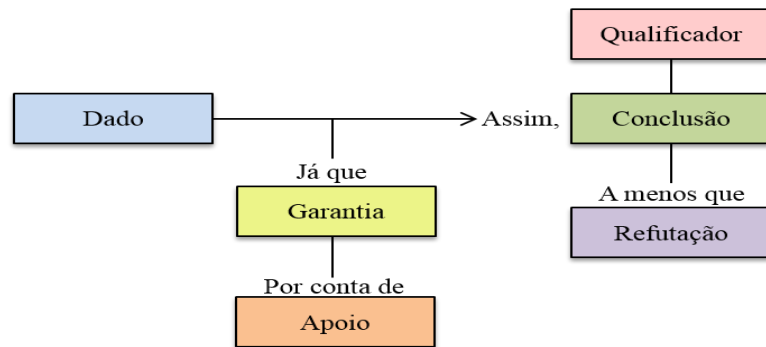 Qualificador
Dado
Assim,
Conclusão
Já que
A menos que
Garantia
Refutação
Por conta de
Apoio